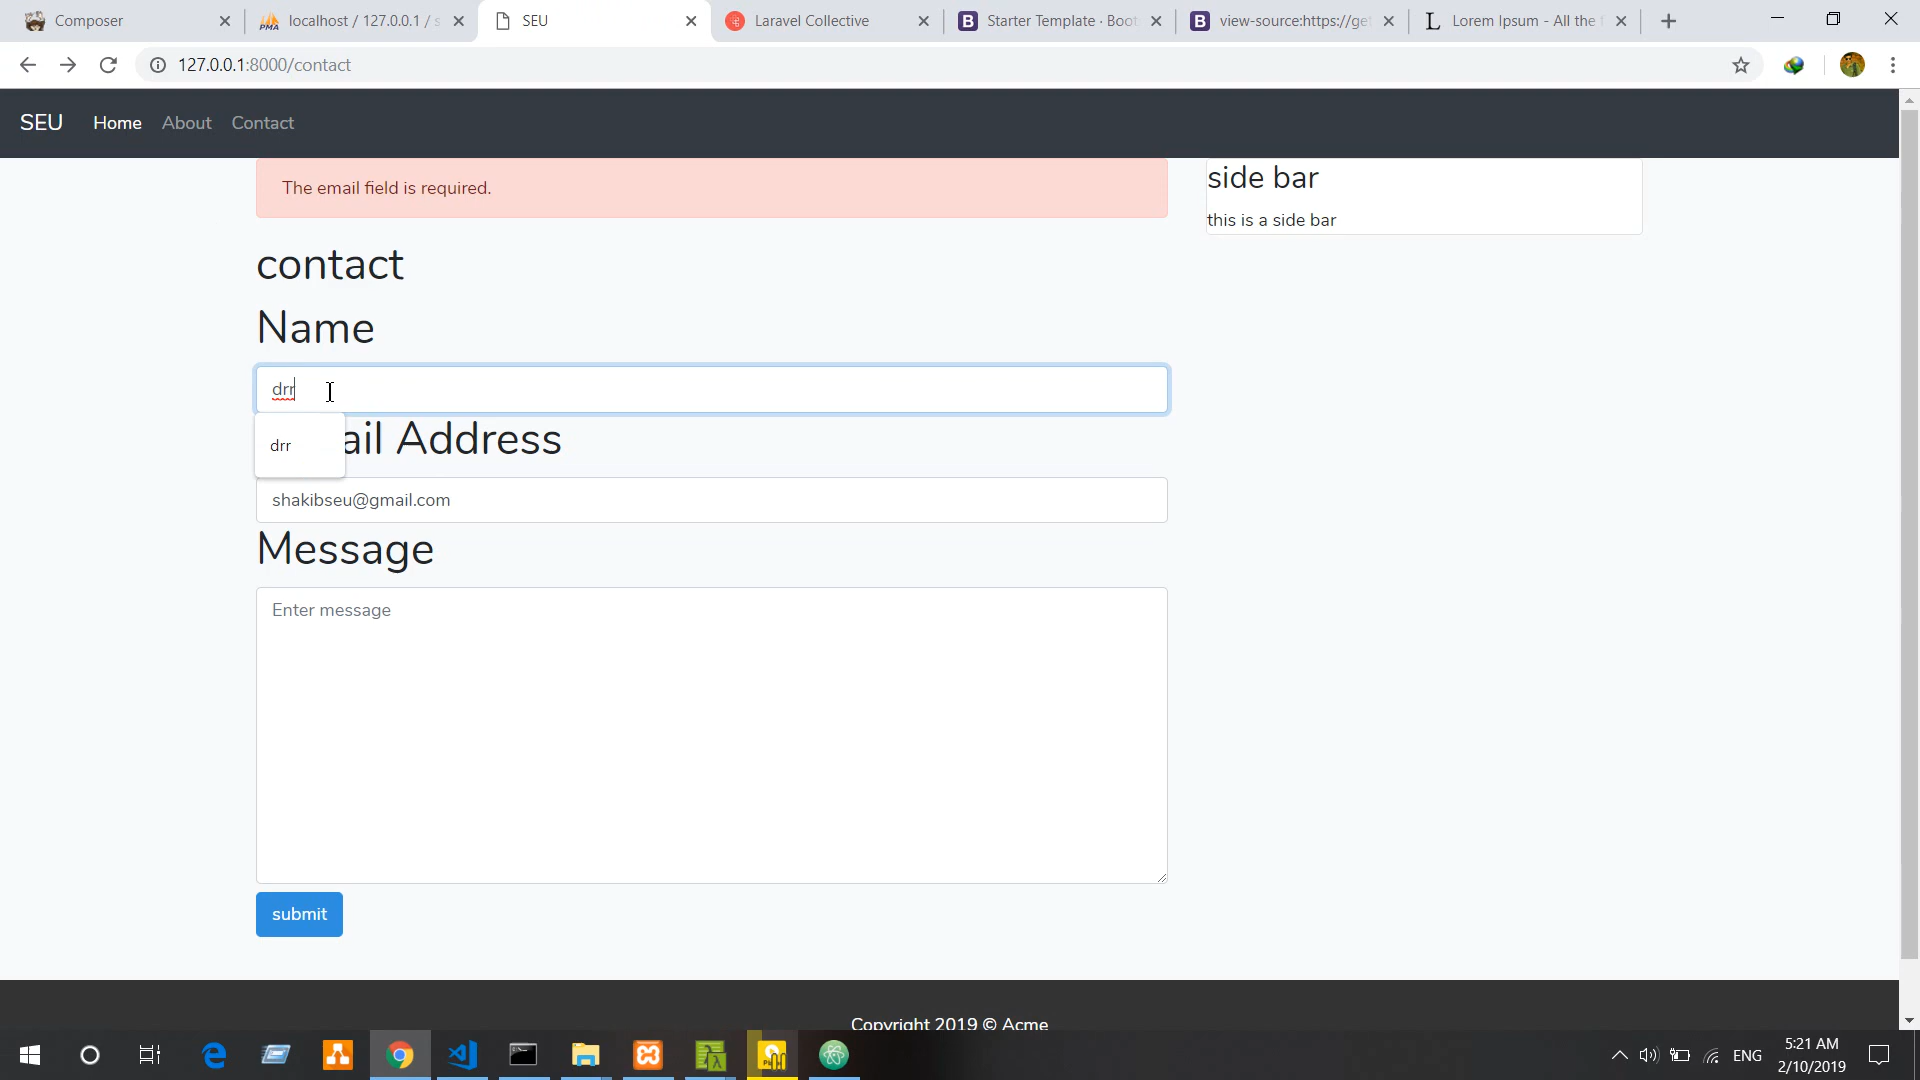 Composer
localhost / 127.0.0.1 / s
SEU
Laravel Collective
Starter Template · Boot
view-source:https://get
Lorem Ipsum - All the f
127.0.0.1:8000/contact
SEU Home About Contact
The email field is required.
side bar
this is a side bar
contact
Name
drr
drr
ail Address
shakibseu@gmail.com
Message
Enter message
submit
Copyright 2019 © Acme
ENG
5:21 AM
2/10/2019